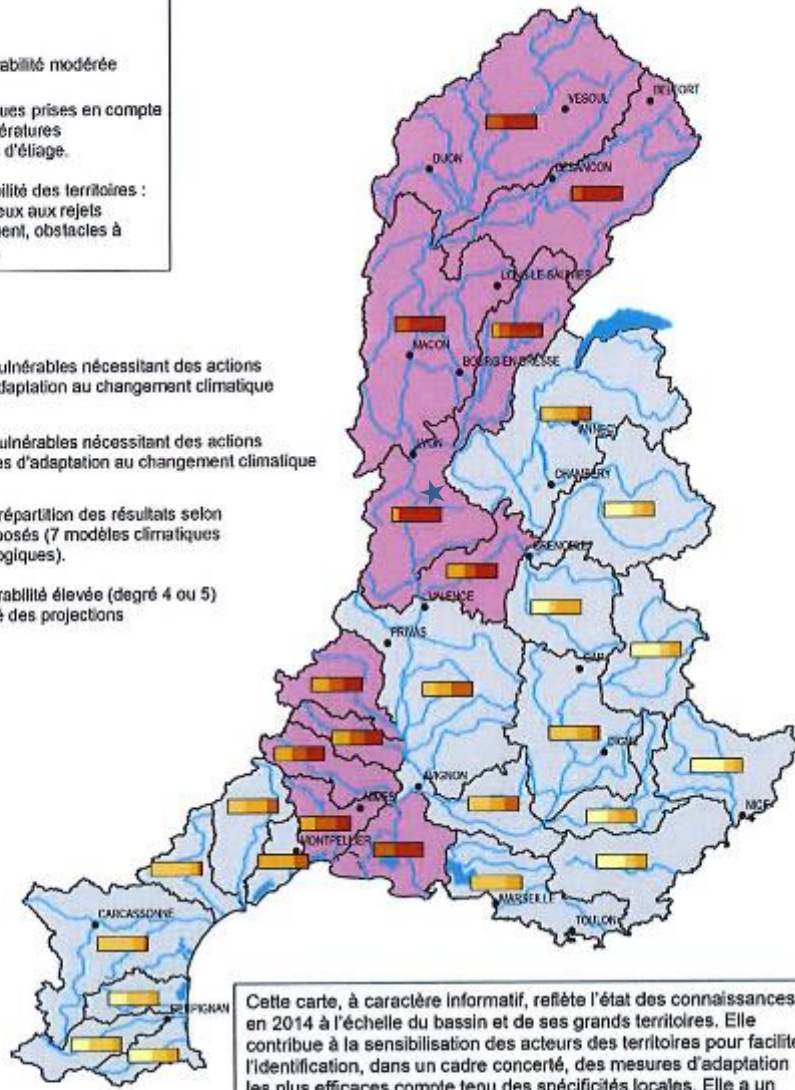 abilité modérée
ues prises en compte
ératures
d'étiage.
ilité des territoires :
eux aux rejets
ment, obstacles à
ulnérables nécessitant des actions
daptation au changement climatique
ulnérables nécessitant des actions
es d'adaptation au changement climatique
répartition des résultats selon
posés (7 modèles climatiques
ogiques).
rabilité élevée (degré 4 ou 5)
é des projections
BELFORT
VESOUL
DIJON
BESANCON
LONS-LE-SAUNIER
MACON
BOURG-EN-BRESSE
ANNECY
LYON
CHAMBERY
GRENOBLE
VALENCE
PRIVAS
GAP
DIGNE
AVIGNON
NICE
MONTPELLIER
MARSEILLE
CARCASSONNE
TOULON
PERPIGNAN
Cette carte, à caractère informatif, reflète l'état des connaissances
en 2014 à l'échelle du bassin et de ses grands territoires. Elle
contribue à la sensibilisation des acteurs des territoires pour facilite
l'identification, dans un cadre concerté, des mesures d'adaptation
les plus efficaces compte tenu des spécificités locales. Elle a un